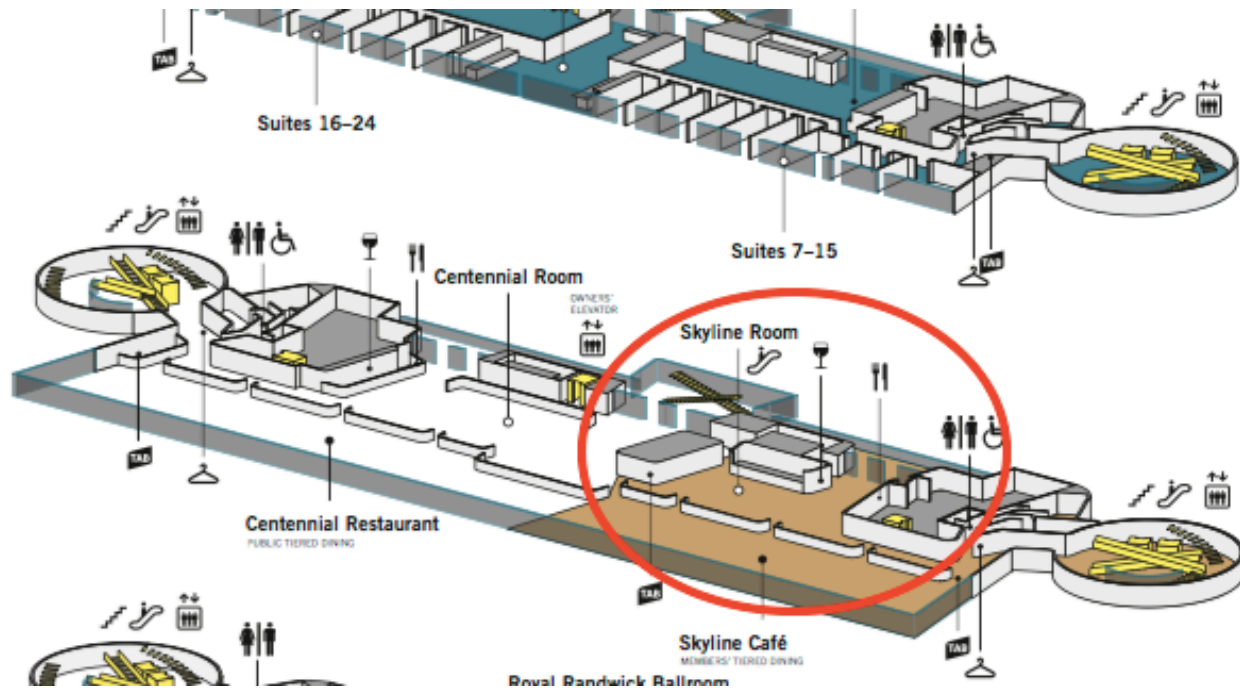 TAB
Suites 16–24
Suites 7–15
TAB
Centennial Room
OWNERS'
ELEVATOR
Skyline Room
TAB
Centennial Restaurant
PUBLIC TIERED DINING
TAB
Skyline Café
MEMBERS' TIERED DINING
TAB
Royal Randwick Ballroom